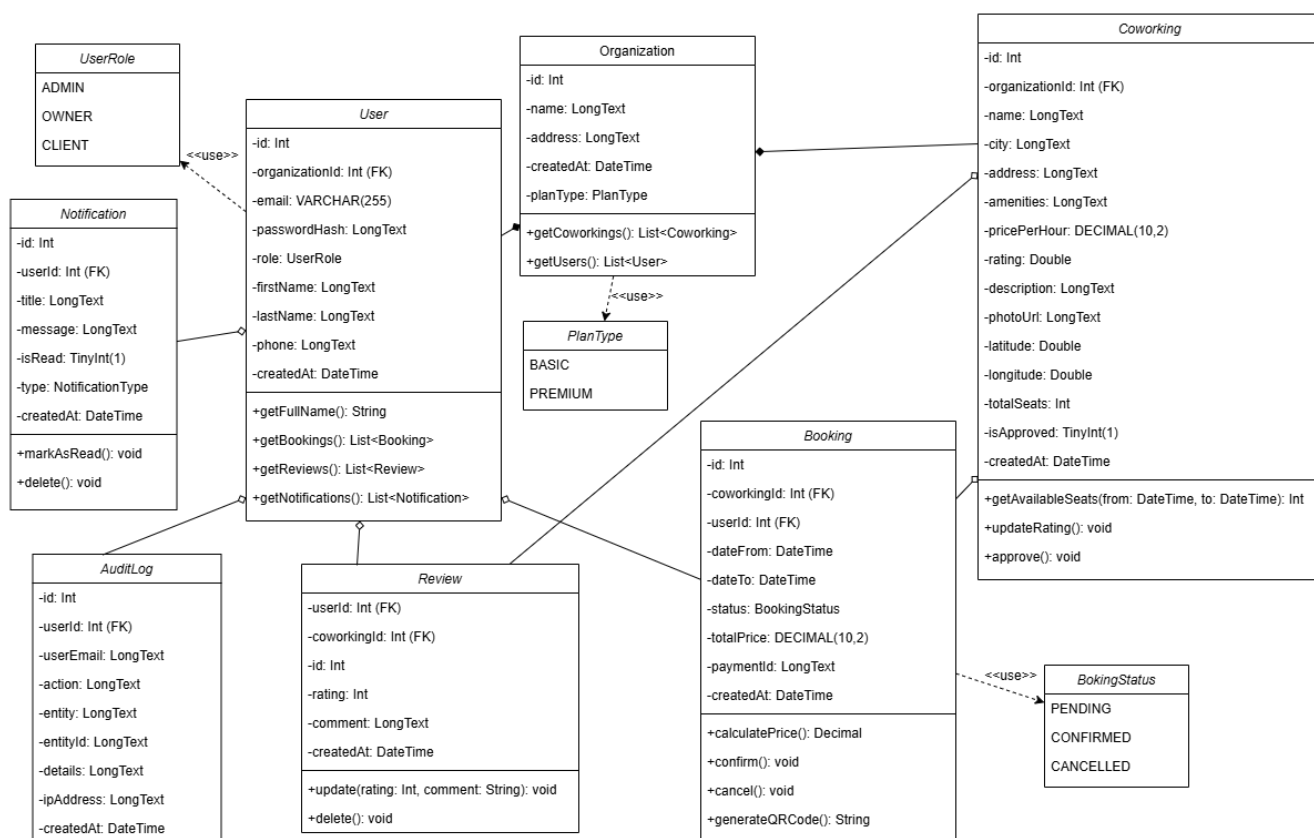 UserRole
ADMIN
OWNER
CLIENT
<<use>>
User
-id: Int
-organizationId: Int (FK)
-email: VARCHAR(255)
-passwordHash: LongText
-role: UserRole
-firstName: LongText
-lastName: LongText
-phone: LongText
-createdAt: DateTime
+getFullName(): String
+getBookings(): List<Booking>
+getReviews(): List<Review>
+getNotifications(): List<Notification>
Organization
-id: Int
-name: LongText
-address: LongText
-createdAt: DateTime
-planType: PlanType
+getCoworkings(): List<Coworking>
+getUsers(): List<User>
<<use>>
PlanType
BASIC
PREMIUM
Coworking
-id: Int
-organizationId: Int (FK)
-name: LongText
-city: LongText
-address: LongText
-amenities: LongText
-pricePerHour: DECIMAL(10,2)
-rating: Double
-description: LongText
-photoUrl: LongText
-latitude: Double
-longitude: Double
-totalSeats: Int
-isApproved: TinyInt(1)
-createdAt: DateTime
+getAvailableSeats(from: DateTime, to: DateTime): Int
+updateRating(): void
+approve(): void
Notification
-id: Int
-userId: Int (FK)
-title: LongText
-message: LongText
-isRead: TinyInt(1)
-type: NotificationType
-createdAt: DateTime
+markAsRead(): void
+delete(): void
AuditLog
-id: Int
-userId: Int (FK)
-userEmail: LongText
-action: LongText
-entity: LongText
-entityId: LongText
-details: LongText
-ipAddress: LongText
-createdAt: DateTime
Review
-userId: Int (FK)
-coworkingId: Int (FK)
-id: Int
-rating: Int
-comment: LongText
-createdAt: DateTime
+update(rating: Int, comment: String): void
+delete(): void
Booking
-id: Int
-coworkingId: Int (FK)
-userId: Int (FK)
-dateFrom: DateTime
-dateTo: DateTime
-status: BookingStatus
-totalPrice: DECIMAL(10,2)
-paymentId: LongText
-createdAt: DateTime
+calculatePrice(): Decimal
+confirm(): void
+cancel(): void
+generateQRCode(): String
<<use>>
BokingStatus
PENDING
CONFIRMED
CANCELLED